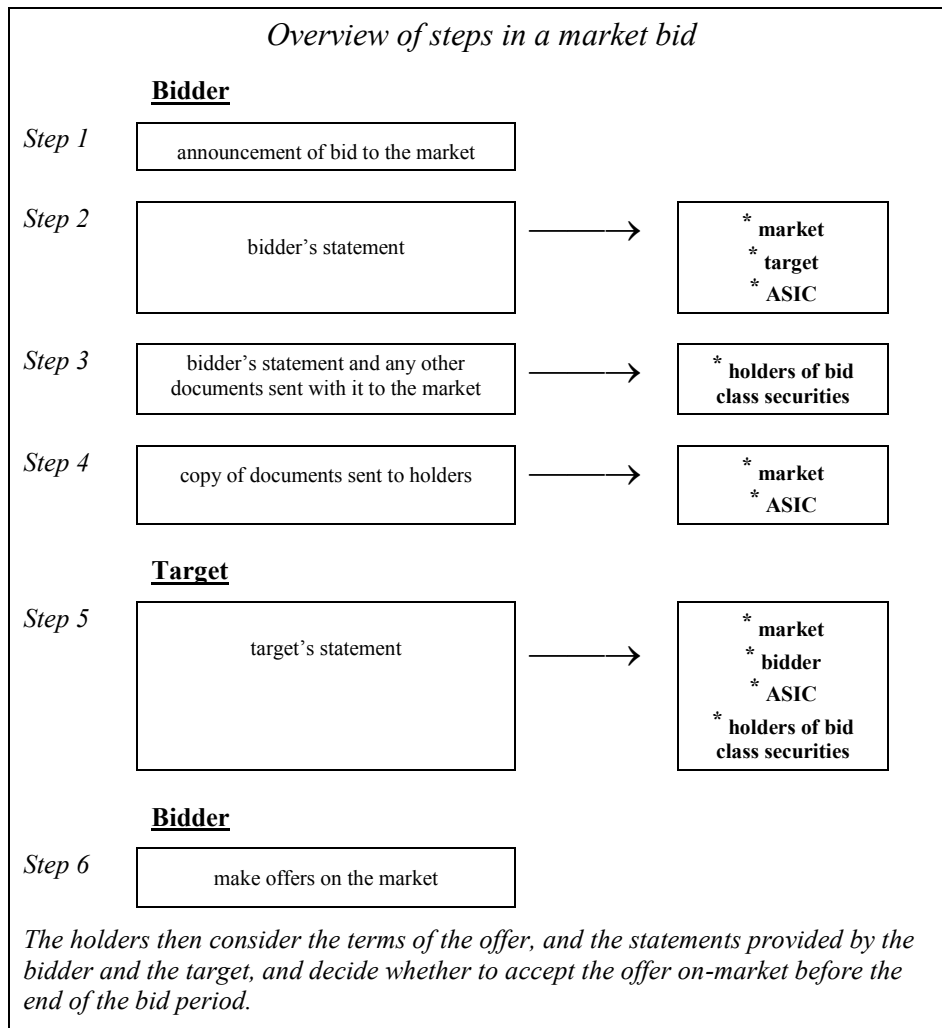 Overview of steps in a market bid
Bidder
Step 1
announcement of bid to the market
Step 2
bidder’s statement
* market
* target
* ASIC
Step 3
bidder’s statement and any other
documents sent with it to the market
* holders of bid
class securities
Step 4
copy of documents sent to holders
* market
* ASIC
Target
Step 5
target’s statement
* market
* bidder
* ASIC
* holders of bid
class securities
Bidder
Step 6
make offers on the market
The holders then consider the terms of the offer, and the statements provided by the
bidder and the target, and decide whether to accept the offer on-market before the
end of the bid period.